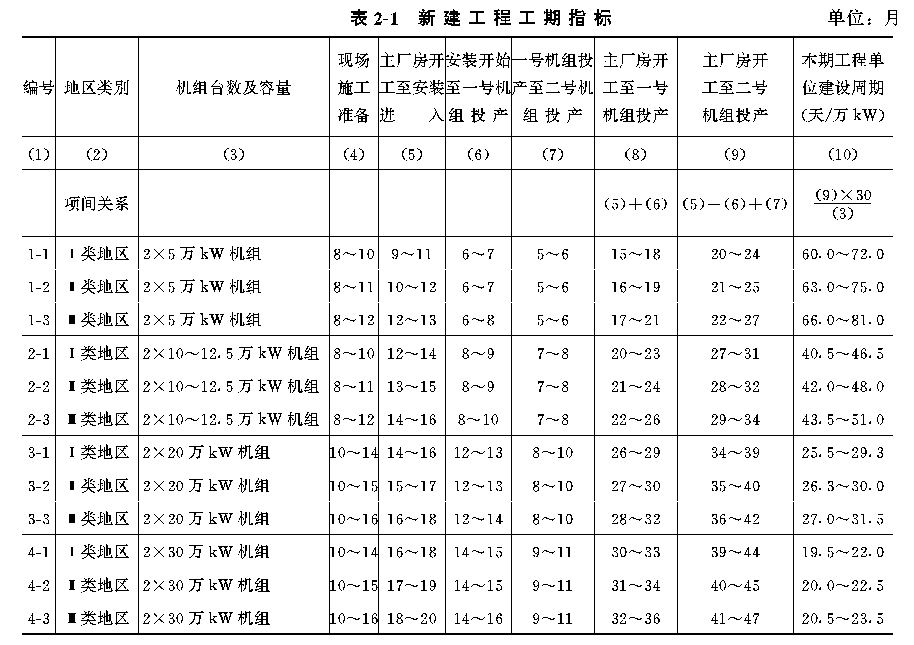 表 2-1 新建工程工期指标 单位：月
编号 地区类别 机组台数及容量 现场施工准备 主厂房开工至安装进入 安装开始至一号机组投产 一号机组投产至二号机组投产 主厂房开工至一号机组投产 主厂房开工至二号机组投产 本期工程单位建设周期（天/万 kW）
(1) (2) (3) (4) (5) (6) (7) (8) (9) (10)
项间关系 (5)+(6) (5)-(6)+(7) (9)×30/(3)
1-1 Ⅰ类地区 2×5 万 kW 机组 8～10 9～11 6～7 5～6 15～18 20～24 60.0～72.0
1-2 Ⅱ类地区 2×5 万 kW 机组 8～11 10～12 6～7 5～6 16～19 21～25 63.0～75.0
1-3 Ⅲ类地区 2×5 万 kW 机组 8～12 12～13 6～8 5～6 17～21 22～27 66.0～81.0
2-1 Ⅰ类地区 2×10～12.5 万 kW 机组 8～10 12～14 8～9 7～8 20～23 27～31 40.5～46.5
2-2 Ⅱ类地区 2×10～12.5 万 kW 机组 8～11 13～15 8～9 7～8 21～24 28～32 42.0～48.0
2-3 Ⅲ类地区 2×10～12.5 万 kW 机组 8～12 14～16 8～10 7～8 22～26 29～34 43.5～51.0
3-1 Ⅰ类地区 2×20 万 kW 机组 10～14 14～16 12～13 8～10 26～29 34～39 25.5～29.3
3-2 Ⅱ类地区 2×20 万 kW 机组 10～15 15～17 12～13 8～10 27～30 35～40 26.3～30.0
3-3 Ⅲ类地区 2×20 万 kW 机组 10～16 16～18 12～14 8～10 28～32 36～42 27.0～31.5
4-1 Ⅰ类地区 2×30 万 kW 机组 10～14 16～18 14～15 9～11 30～33 39～44 19.5～22.0
4-2 Ⅱ类地区 2×30 万 kW 机组 10～15 17～19 14～15 9～11 31～34 40～45 20.0～22.5
4-3 Ⅲ类地区 2×30 万 kW 机组 10～16 18～20 14～16 9～11 32～36 41～47 20.5～23.5